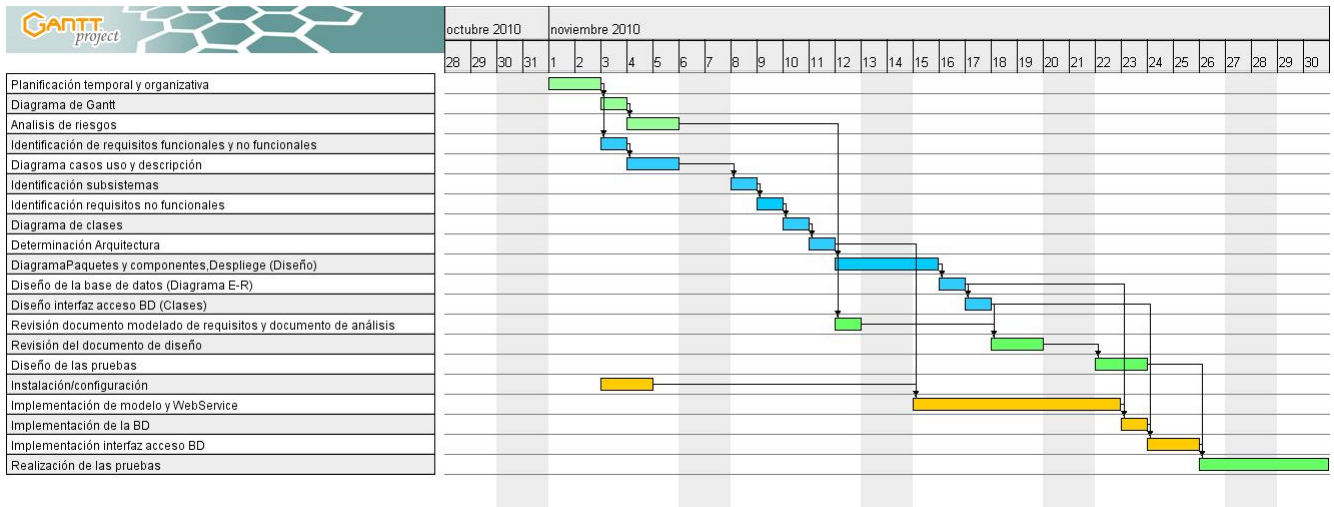 GANTT
project
octubre 2010 noviembre 2010
28 29 30 31 1 2 3 4 5 6 7 8 9 10 11 12 13 14 15 16 17 18 19 20 21 22 23 24 25 26 27 28 29 30
Planificación temporal y organizativa
Diagrama de Gantt
Analisis de riesgos
Identificación de requisitos funcionales y no funcionales
Diagrama casos uso y descripción
Identificación subsistemas
Identificación requisitos no funcionales
Diagrama de clases
Determinación Arquitectura
DiagramaPaquetes y componentes,Despliege (Diseño)
Diseño de la base de datos (Diagrama E-R)
Diseño interfaz acceso BD (Clases)
Revisión documento modelado de requisitos y documento de análisis
Revisión del documento de diseño
Diseño de las pruebas
Instalación/configuración
Implementación de modelo y WebService
Implementación de la BD
Implementación interfaz acceso BD
Realización de las pruebas